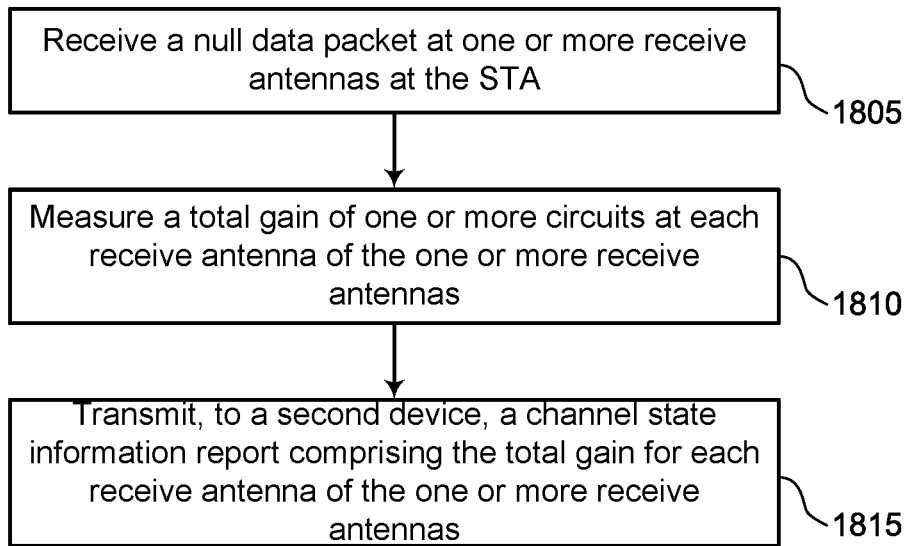 Receive a null data packet at one or more receive
antennas at the STA
1805
Measure a total gain of one or more circuits at each
receive antenna of the one or more receive
antennas
1810
Transmit, to a second device, a channel state
information report comprising the total gain for each
receive antenna of the one or more receive
antennas
1815